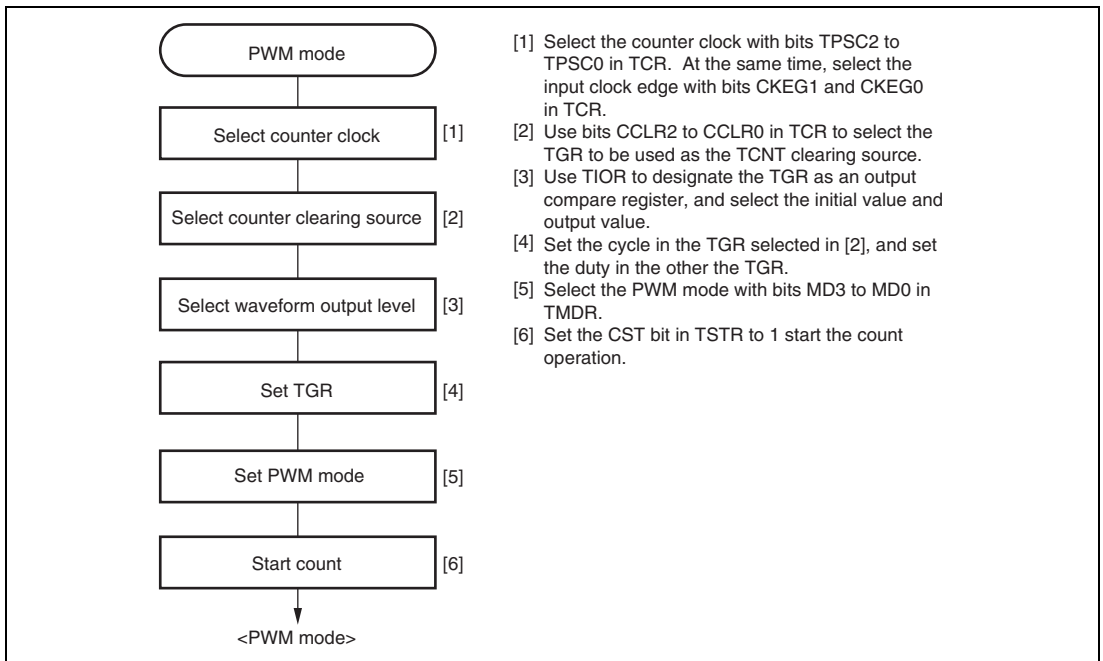 PWM mode
Select counter clock
[1]
Select counter clearing source
[2]
Select waveform output level
[3]
Set TGR
[4]
Set PWM mode
[5]
Start count
[6]
<PWM mode>
[1] Select the counter clock with bits TPSC2 to
TPSC0 in TCR. At the same time, select the
input clock edge with bits CKEG1 and CKEG0
in TCR.
[2] Use bits CCLR2 to CCLR0 in TCR to select the
TGR to be used as the TCNT clearing source.
[3] Use TIOR to designate the TGR as an output
compare register, and select the initial value and
output value.
[4] Set the cycle in the TGR selected in [2], and set
the duty in the other the TGR.
[5] Select the PWM mode with bits MD3 to MD0 in
TMDR.
[6] Set the CST bit in TSTR to 1 start the count
operation.